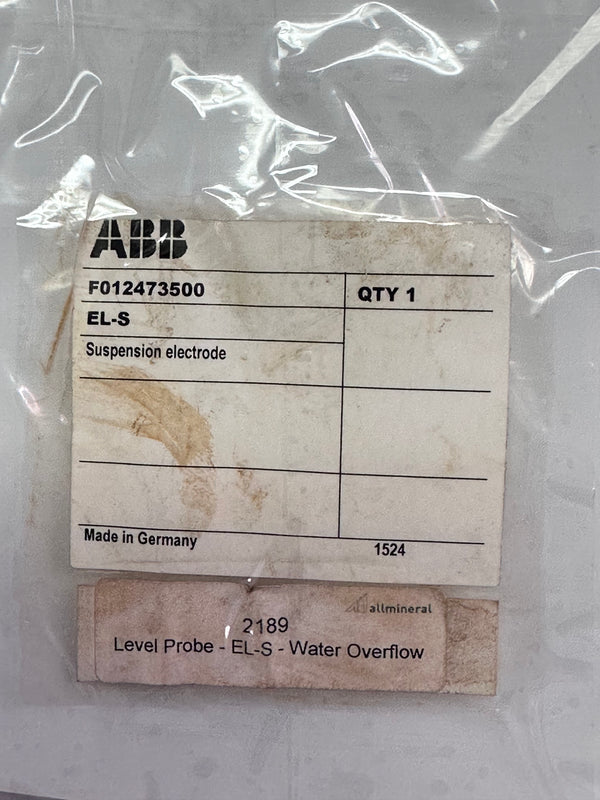 ABB
F012473500
QTY 1
EL-S
Suspension electrode
Made in Germany
1524
allmineral
2189
Level Probe - EL-S - Water Overflow